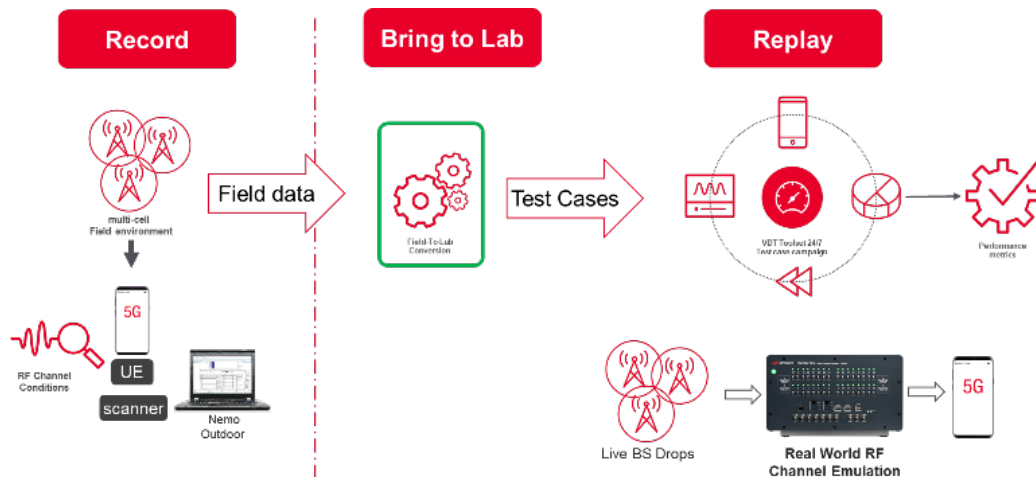 Record
Bring to Lab
Replay
multi-cell
Field environment
Field data
Field-To-Lub
Conversion
Test Cases
VDT Toolset 24/7
Test case campaign
Performance
metrics
5G
RF Channel
Conditions
UE
scanner
Nemo
Outdoor
Live BS Drops
Real World RF
Channel Emulation
5G